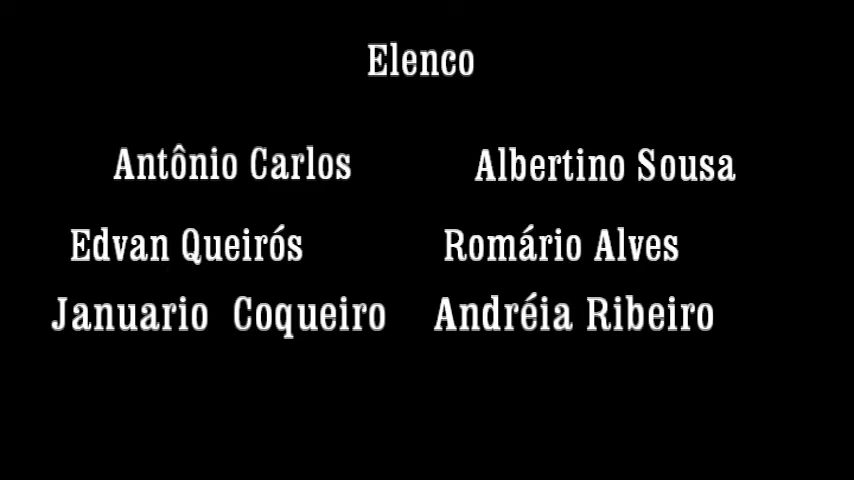 Elenco
Antônio Carlos Albertino Sousa
Edvan Queirós Romário Alves
Januario Coqueiro Andréia Ribeiro